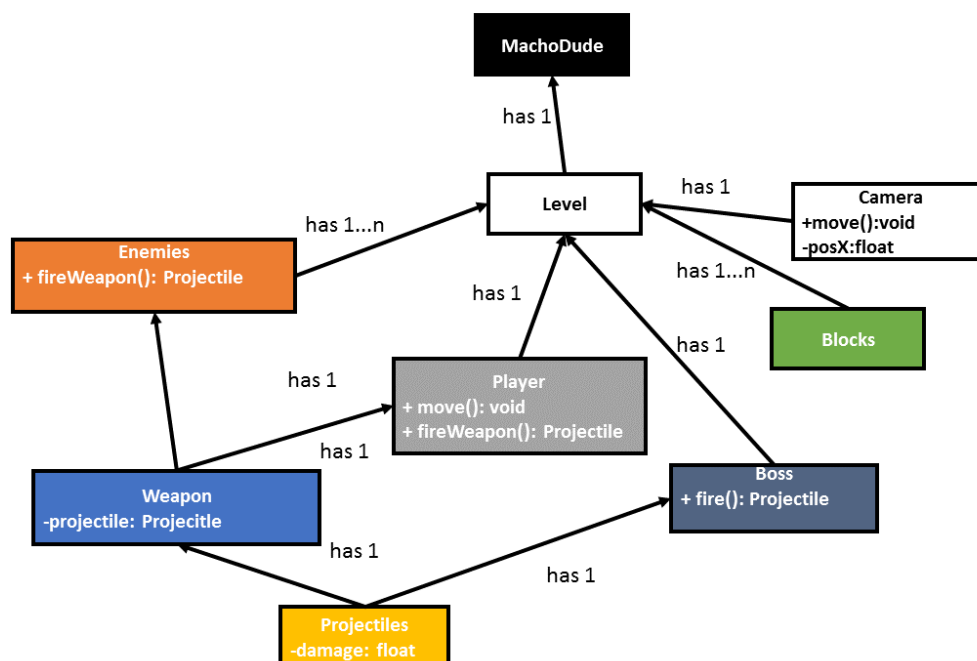 MachoDude
has 1
Level
has 1
Camera
+move():void
-posX:float
has 1...n
Enemies
+ fireWeapon(): Projectile
has 1...n
has 1
Blocks
has 1
has 1
Player
+ move(): void
+ fireWeapon(): Projectile
has 1
Boss
+ fire(): Projectile
Weapon
-projectile: Projecitle
has 1
has 1
Projectiles
-damage: float